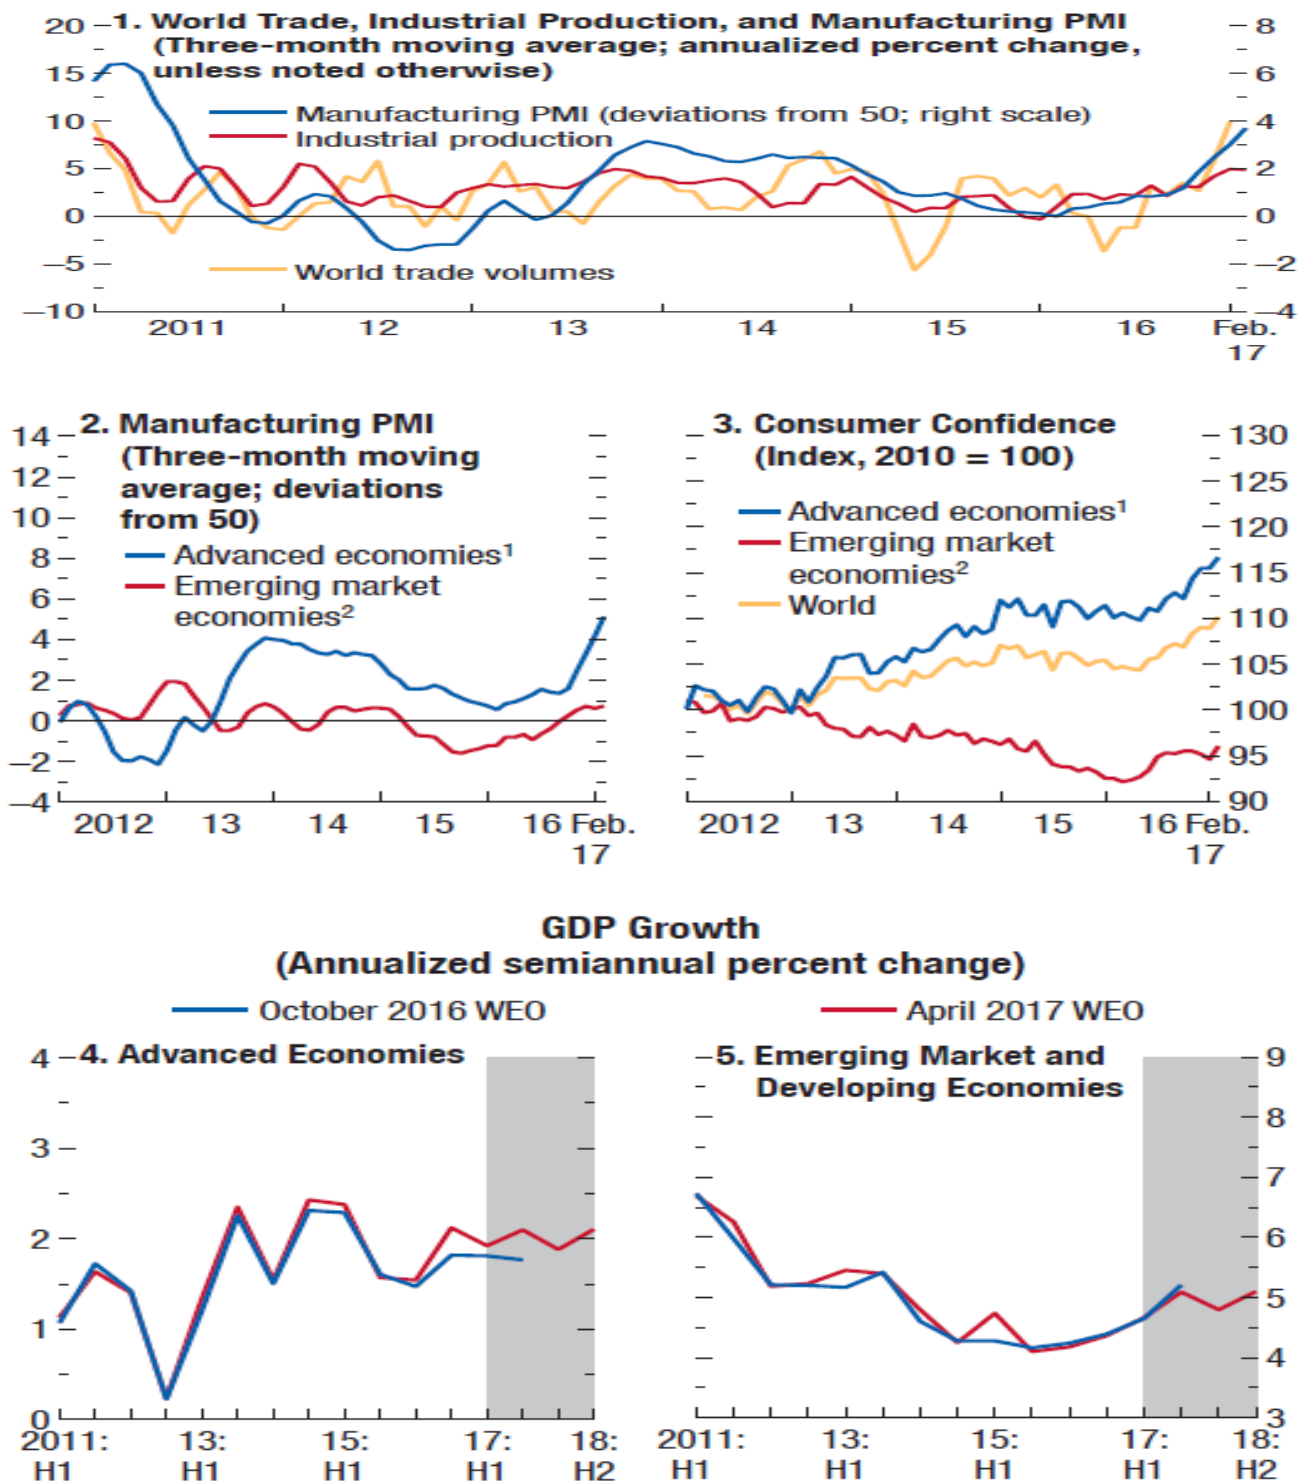 1. World Trade, Industrial Production, and Manufacturing PMI
(Three-month moving average; annualized percent change,
unless noted otherwise)
Manufacturing PMI (deviations from 50; right scale)
Industrial production
World trade volumes
20
15
10
5
0
–5
–10
8
6
4
2
0
–2
–4
2011 12 13 14 15 16 Feb.
17
2. Manufacturing PMI
(Three-month moving
average; deviations
from 50)
Advanced economies¹
Emerging market
economies²
14
12
10
8
6
4
2
0
–2
–4
2012 13 14 15 16 Feb.
17
3. Consumer Confidence
(Index, 2010 = 100)
Advanced economies¹
Emerging market
economies²
World
130
125
120
115
110
105
100
95
90
2012 13 14 15 16 Feb.
17
GDP Growth
(Annualized semiannual percent change)
October 2016 WEO
April 2017 WEO
4. Advanced Economies
4
3
2
1
0
2011: 13: 15: 17: 18:
H1 H1 H1 H1 H2
5. Emerging Market and
Developing Economies
9
8
7
6
5
4
3
2011: 13: 15: 17: 18:
H1 H1 H1 H1 H2